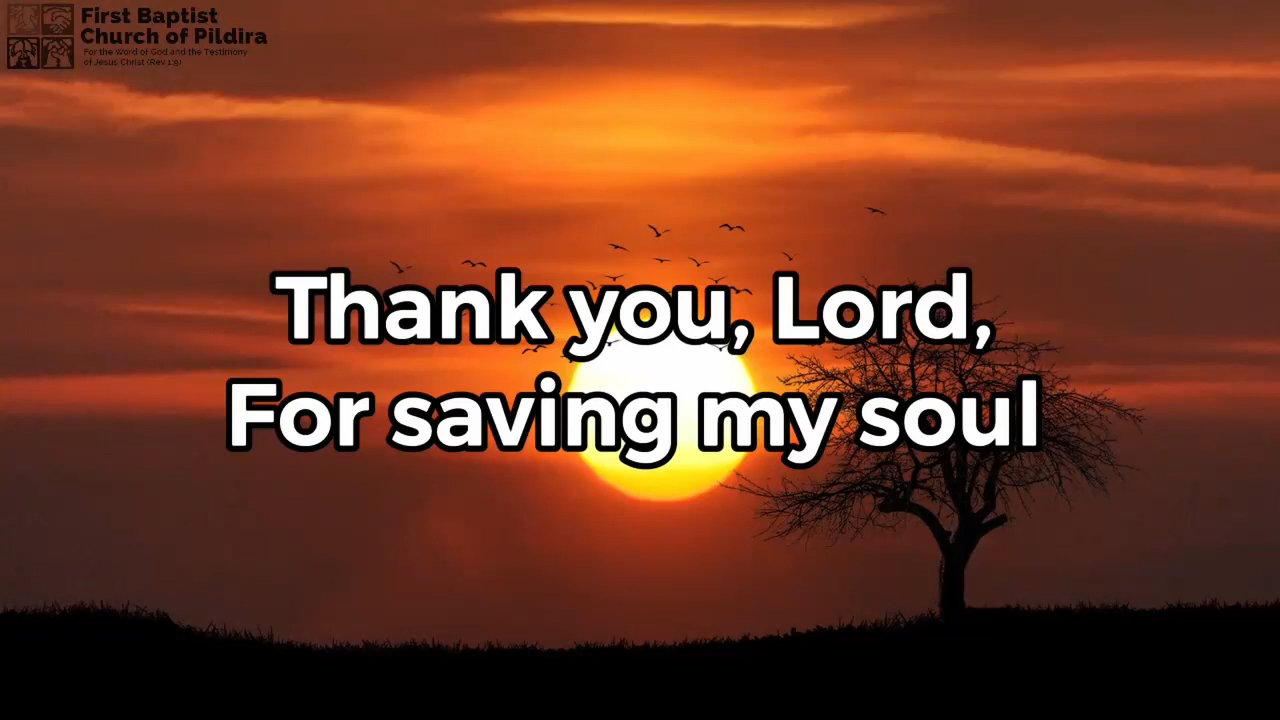 First Baptist
Church of Pildira
For the Word of God and the Testimony
of Jesus Christ (Rev 1:9)
Thank you, Lord,
For saving my soul